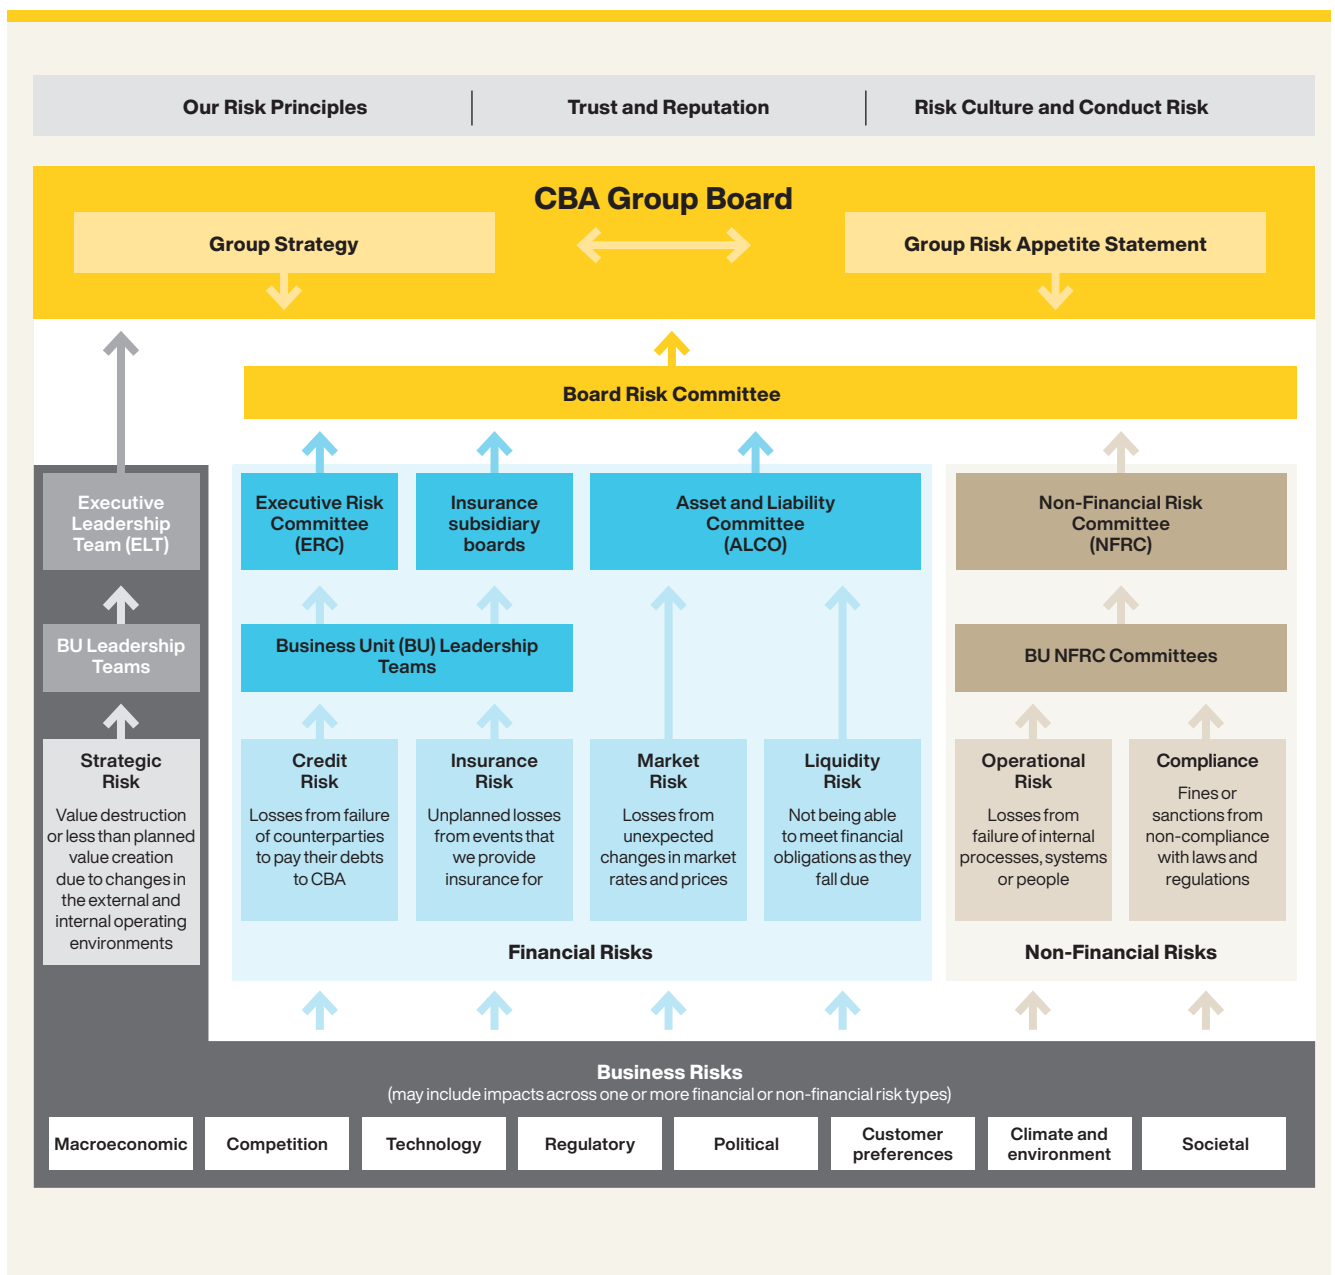 Our Risk Principles
Trust and Reputation
Risk Culture and Conduct Risk
CBA Group Board
Group Strategy
Group Risk Appetite Statement
Board Risk Committee
Executive
Leadership
Team (ELT)
Executive Risk
Committee
(ERC)
Insurance
subsidiary
boards
Asset and Liability
Committee
(ALCO)
Non-Financial Risk
Committee
(NFRC)
BU Leadership
Teams
Business Unit (BU) Leadership
Teams
BU NFRC Committees
Strategic
Risk
Value destruction
or less than planned
value creation
due to changes in
the external and
internal operating
environments
Credit
Risk
Losses from failure
of counterparties
to pay their debts
to CBA
Insurance
Risk
Unplanned losses
from events that
we provide
insurance for
Market
Risk
Losses from
unexpected
changes in market
rates and prices
Liquidity
Risk
Not being able
to meet financial
obligations as they
fall due
Operational
Risk
Losses from
failure of internal
processes, systems
or people
Compliance
Fines or
sanctions from
non-compliance
with laws and
regulations
Financial Risks
Non-Financial Risks
Business Risks
(may include impacts across one or more financial or non-financial risk types)
Macroeconomic
Competition
Technology
Regulatory
Political
Customer
preferences
Climate and
environment
Societal